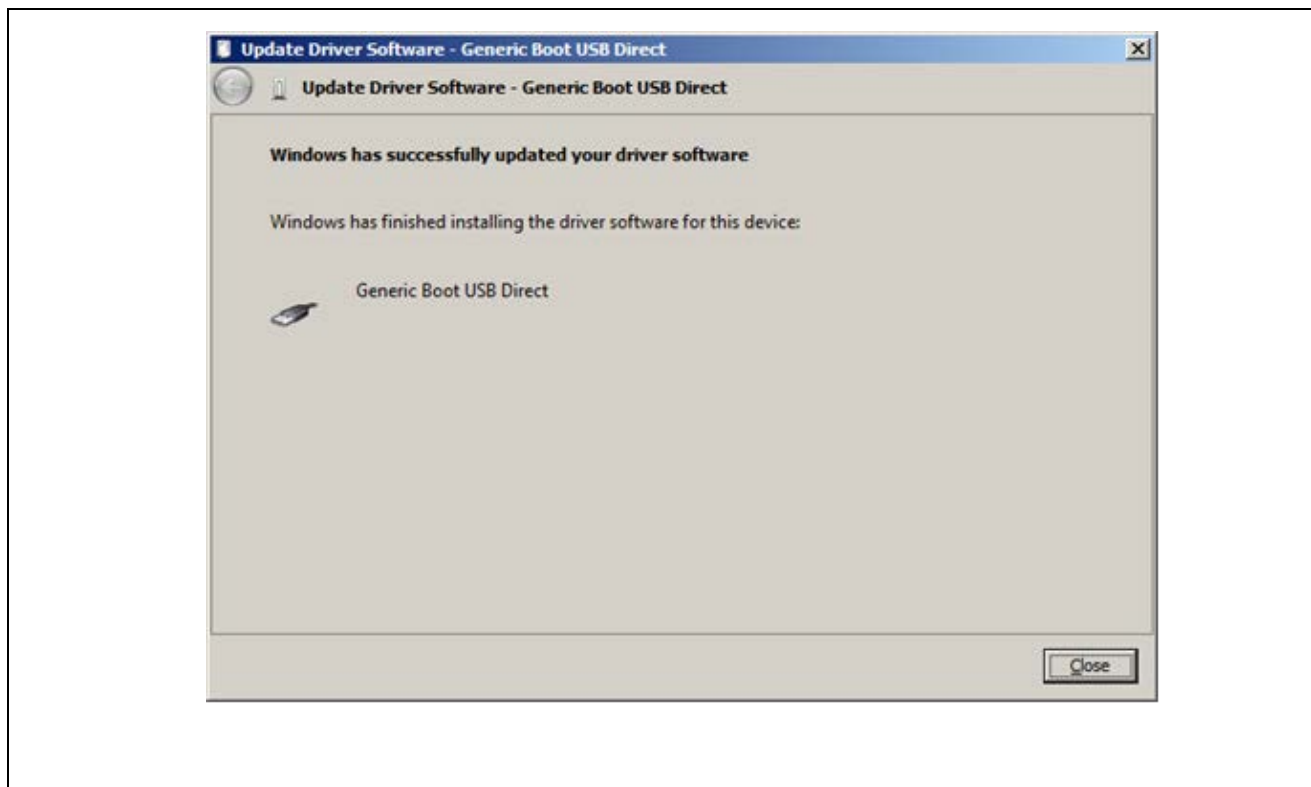 Update Driver Software - Generic Boot USB Direct
Update Driver Software - Generic Boot USB Direct
Windows has successfully updated your driver software
Windows has finished installing the driver software for this device:
Generic Boot USB Direct
Close